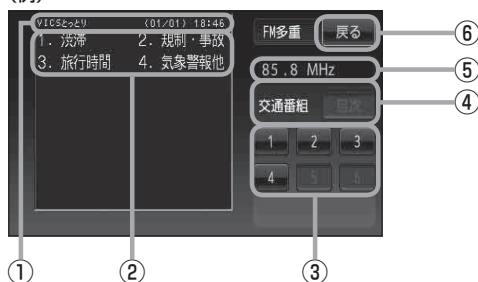 (例)
VICSとっとり (01/01) 18:46
1. 渋滞 2. 規制・事故
3. 旅行時間 4. 気象警報他
FM多重 戻る
85.8 MHz
交通番組 目次
1 2 3
4 5 6
⑥
⑤
④
① ② ③